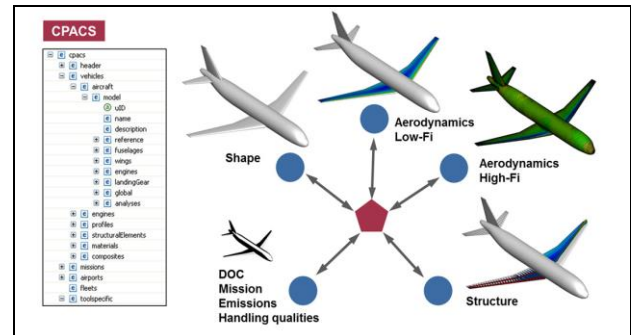 CPACS
cpacs
header
vehicles
aircraft
model
uID
name
description
reference
fuselages
wings
engines
landingGear
global
analyses
engines
profiles
structuralElements
materials
composites
missions
airports
fleets
toolspecific
Shape
Aerodynamics
Low-Fi
Aerodynamics
High-Fi
DOC
Mission
Emissions
Handling qualities
Structure